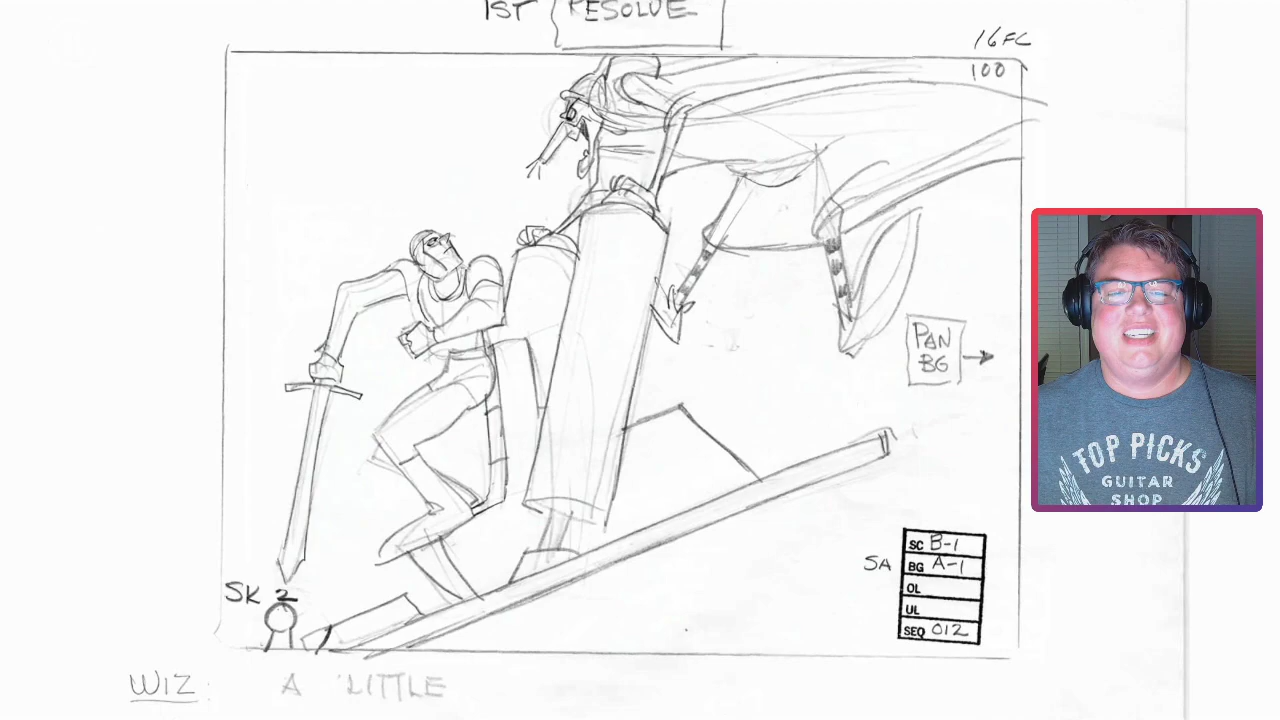 1ST RESOLVE
16FC
100
PAN
BG
SC B-1
SA BG A-1
OL
UL
SEQ 012
SK 2
WIZ: A LITTLE
TOP PICKS
GUITAR
SHOP